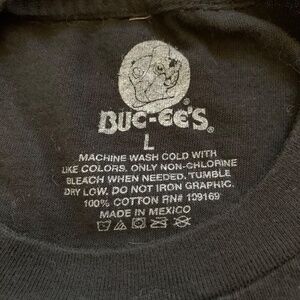 BUC-EE'S®
L
MACHINE WASH COLD WITH
LIKE COLORS. ONLY NON-CHLORINE
BLEACH WHEN NEEDED. TUMBLE
DRY LOW. DO NOT IRON GRAPHIC.
100% COTTON RN# 109169
MADE IN MEXICO